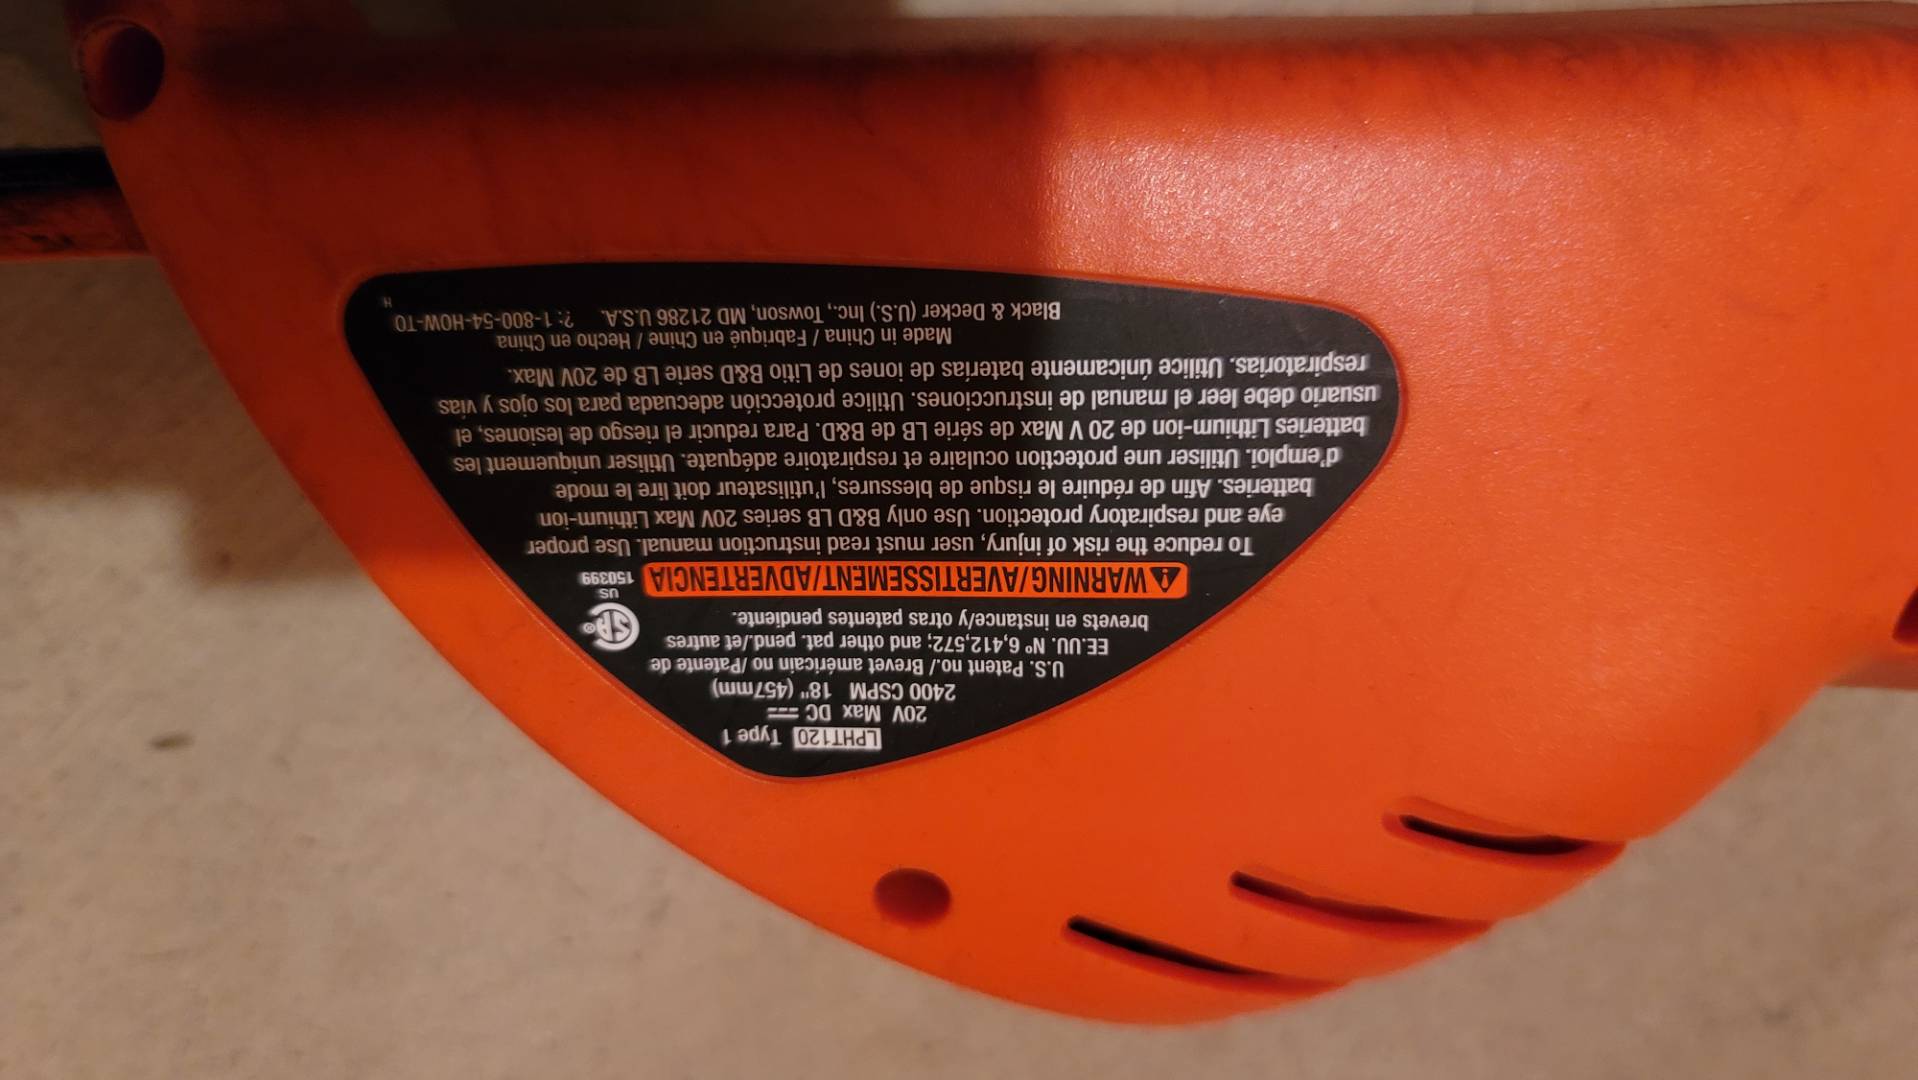 LPHT120 Type 1
20V Max DC ⎓
2400 CSPM 18" (457mm)
U.S. Patent no./ Brevet américain no /Patente de
EE.UU. Nº 6,412,572; and other pat. pend./et autres
brevets en instance/y otras patentes pendiente.
SA ® US
⚠ WARNING/AVERTISSEMENT/ADVERTENCIA 150399
To reduce the risk of injury, user must read instruction manual. Use proper
eye and respiratory protection. Use only B&D LB series 20V Max Lithium-ion
batteries. Afin de réduire le risque de blessures, l'utilisateur doit lire le mode
d'emploi. Utiliser une protection oculaire et respiratoire adéquate. Utiliser uniquement les
batteries Lithium-ion de 20 V Max de série LB de B&D. Para reducir el riesgo de lesiones, el
usuario debe leer el manual de instrucciones. Utilice protección adecuada para los ojos y vías
respiratorias. Utilice únicamente baterías de iones de Litio B&D serie LB de 20V Max.
Made in China / Fabriqué en Chine / Hecho en China
Black & Decker (U.S.) Inc., Towson, MD 21286 U.S.A. ?: 1-800-54-HOW-TO
H